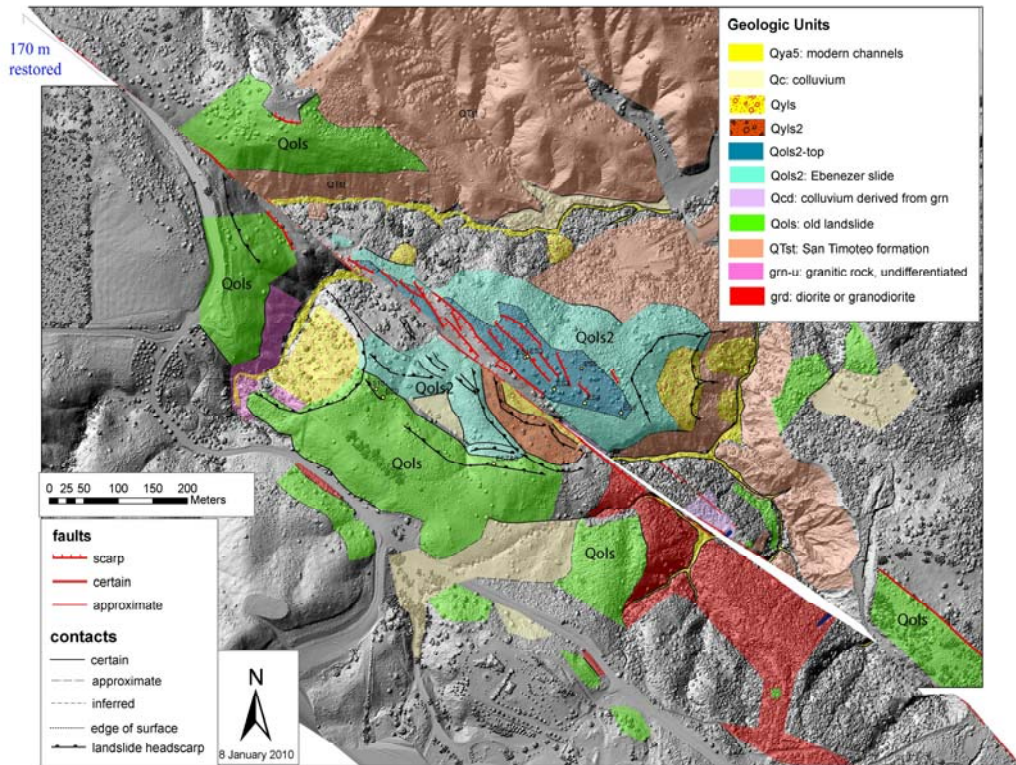 170 m
restored
Geologic Units
Qya5: modern channels
Qc: colluvium
Qyls
Qyls2
Qols2-top
Qols2: Ebenezer slide
Qcd: colluvium derived from grn
Qols: old landslide
QTst: San Timoteo formation
grn-u: granitic rock, undifferentiated
grd: diorite or granodiorite
Qols
Qols
Qols2
Qols2
Qols
Qols
Qols
0 25 50 100 150 200
Meters
faults
scarp
certain
approximate
contacts
certain
approximate
inferred
edge of surface
landslide headscarp
N
8 January 2010